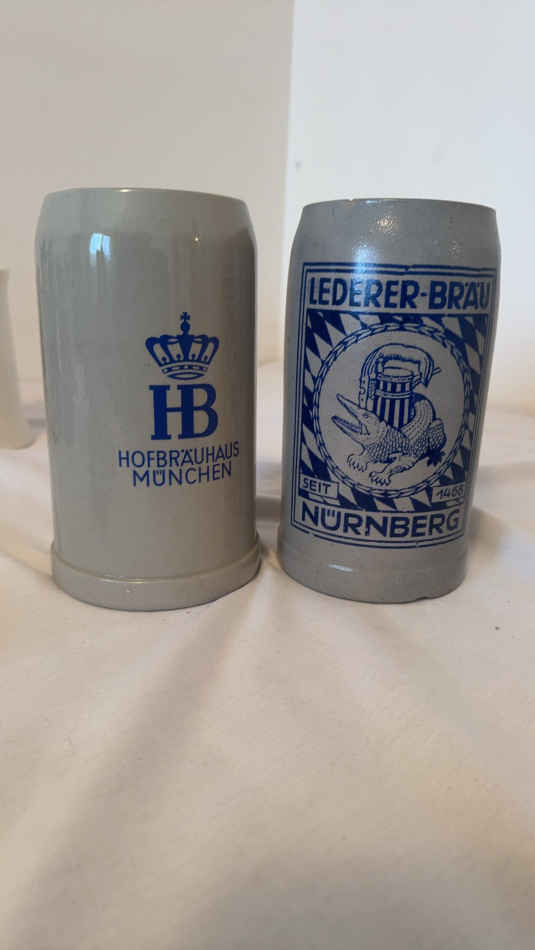 HB
HOFBRÄUHAUS
MÜNCHEN
LEDERER-BRÄU
SEIT 1468
NÜRNBERG